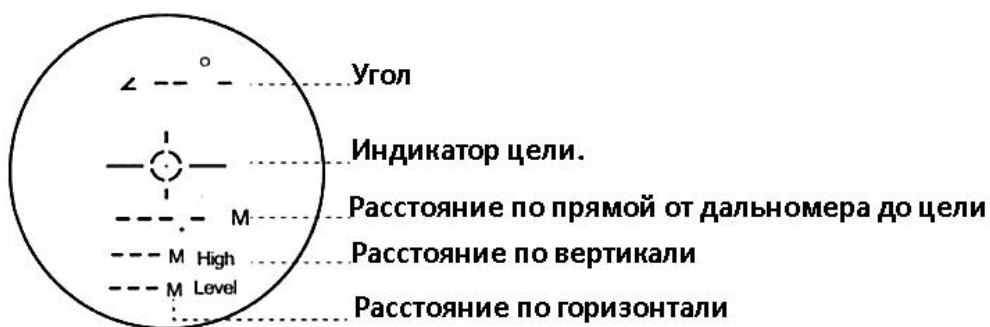 ∠ -- ° - Угол
Индикатор цели.
---.- M Расстояние по прямой от дальномера до цели
--- M High Расстояние по вертикали
--- M Level Расстояние по горизонтали